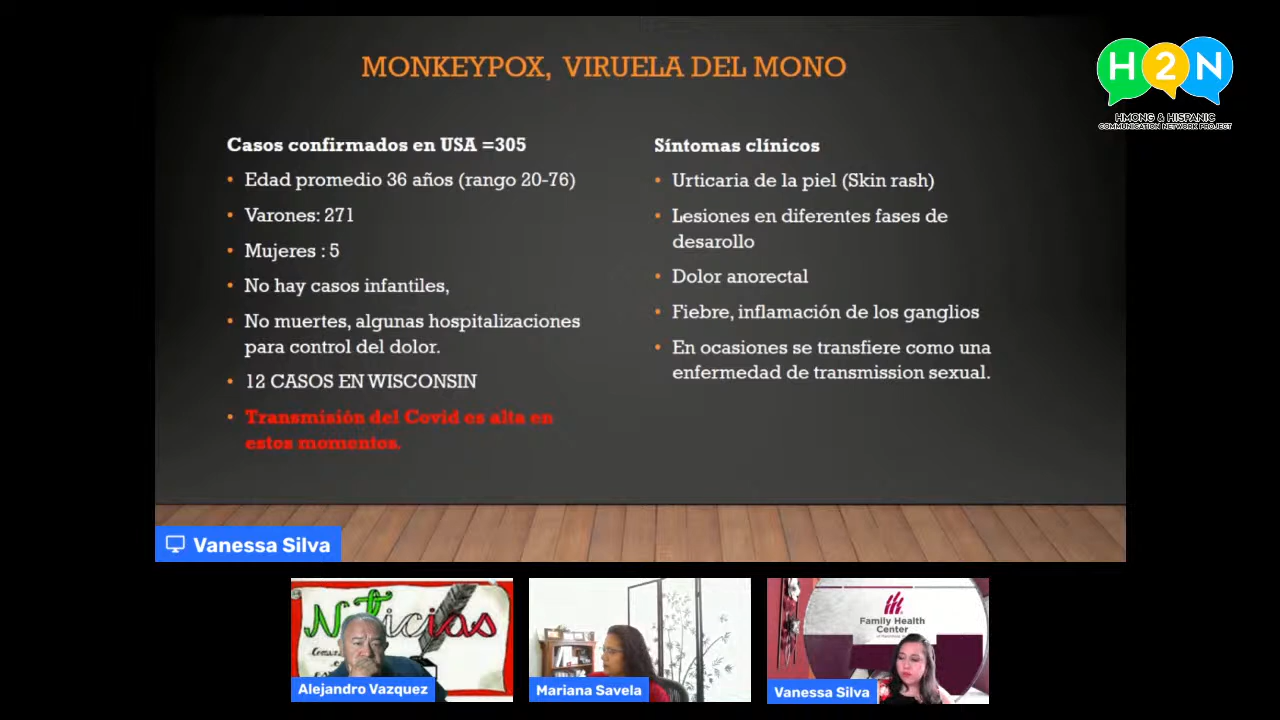 MONKEYPOX, VIRUELA DEL MONO
H2N
HMONG & HISPANIC
COMMUNICATION NETWORK PROJECT
Casos confirmados en USA =305
• Edad promedio 36 años (rango 20-76)
• Varones: 271
• Mujeres : 5
• No hay casos infantiles,
• No muertes, algunas hospitalizaciones
para control del dolor.
• 12 CASOS EN WISCONSIN
• Transmisión del Covid es alta en
estos momentos.
Síntomas clínicos
• Urticaria de la piel (Skin rash)
• Lesiones en diferentes fases de
desarollo
• Dolor anorectal
• Fiebre, inflamación de los ganglios
• En ocasiones se transfiere como una
enfermedad de transmission sexual.
Vanessa Silva
Noticias
Alejandro Vazquez
Mariana Savela
Family Health
Center
Vanessa Silva